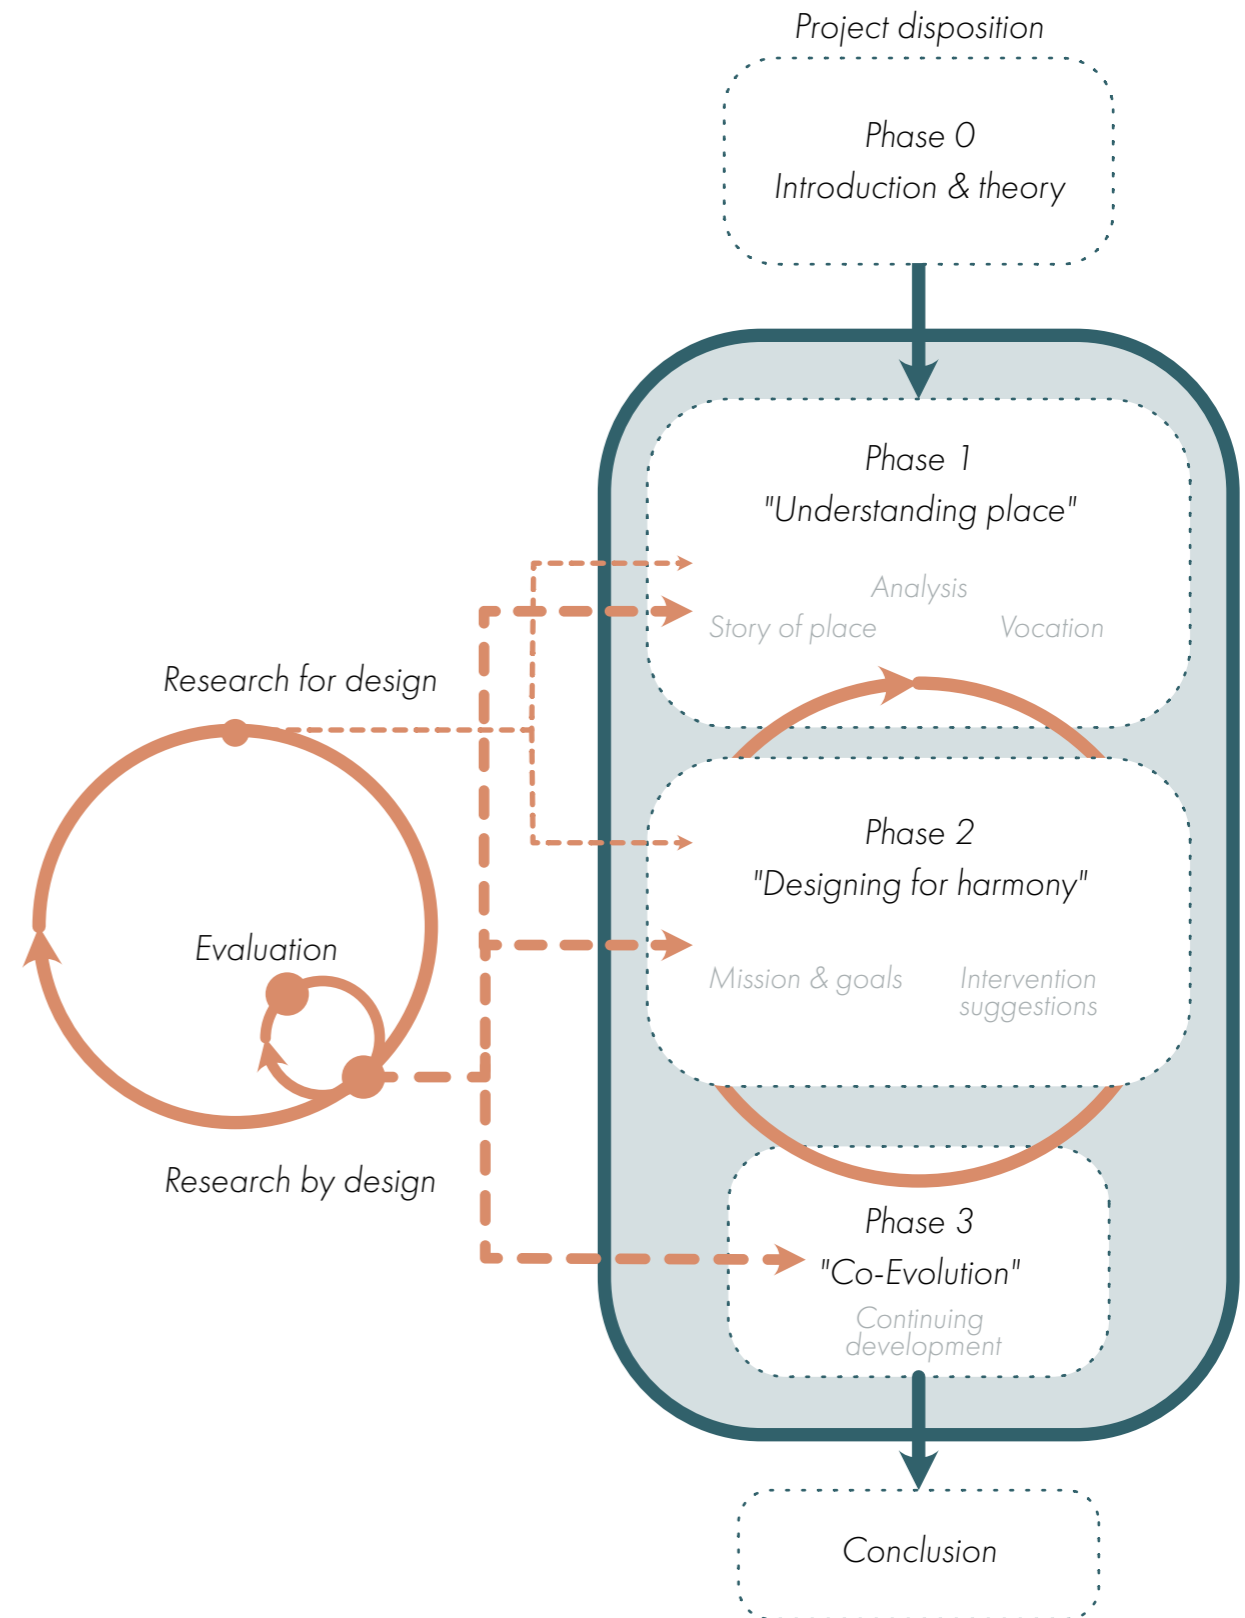 Project disposition
Phase 0
Introduction & theory
Phase 1
"Understanding place"
Analysis
Story of place
Vocation
Research for design
Phase 2
"Designing for harmony"
Evaluation
Mission & goals
Intervention
suggestions
Research by design
Phase 3
"Co-Evolution"
Continuing
development
Conclusion